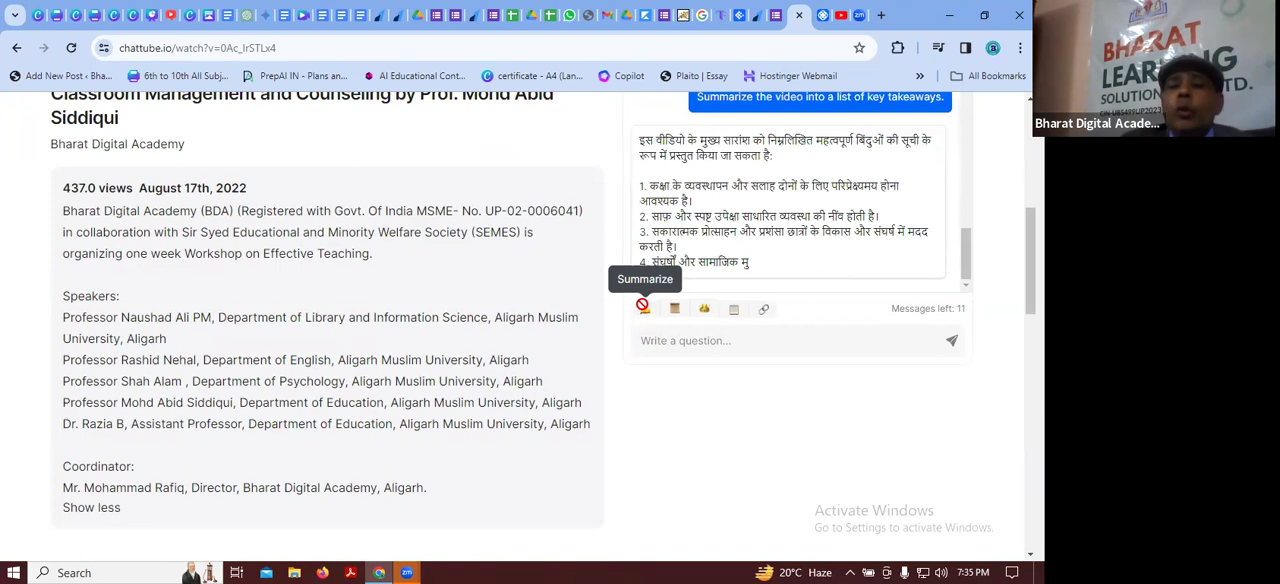 chattube.io/watch?v=0Ac_IrSTLx4
Add New Post ‹ Bha...
6th to 10th All Subj...
PrepAI IN - Plans an...
AI Educational Cont...
certificate - A4 (Lan...
Copilot
Plaito | Essay
Hostinger Webmail
»
All Bookmarks
BHARAT
LEARNING
SOLUTION
LTD.
Bharat Digital Acade...
Classroom Management and Counseling by Prof. Mohd Abid
Siddiqui
Bharat Digital Academy
437.0 views August 17th, 2022
Bharat Digital Academy (BDA) (Registered with Govt. Of India MSME- No. UP-02-0006041)
in collaboration with Sir Syed Educational and Minority Welfare Society (SEMES) is
organizing one week Workshop on Effective Teaching.
Speakers:
Professor Naushad Ali PM, Department of Library and Information Science, Aligarh Muslim
University, Aligarh
Professor Rashid Nehal, Department of English, Aligarh Muslim University, Aligarh
Professor Shah Alam , Department of Psychology, Aligarh Muslim University, Aligarh
Professor Mohd Abid Siddiqui, Department of Education, Aligarh Muslim University, Aligarh
Dr. Razia B, Assistant Professor, Department of Education, Aligarh Muslim University, Aligarh
Coordinator:
Mr. Mohammad Rafiq, Director, Bharat Digital Academy, Aligarh.
Show less
Summarize the video into a list of key takeaways.
इस वीडियो के मुख्य सारांश को निम्नलिखित महत्वपूर्ण बिंदुओं की सूची के
रूप में प्रस्तुत किया जा सकता है:
1. कक्षा के व्यवस्थापन और सलाह दोनों के लिए परिप्रेक्ष्यमय होना
आवश्यक है।
2. साफ़ और स्पष्ट उपेक्षा साधारित व्यवस्था की नींव होती है।
3. सकारात्मक प्रोत्साहन और प्रशंसा छात्रों के विकास और संघर्ष में मदद
करती है।
4. संघर्षों और सामाजिक मु
Summarize
Messages left: 11
Write a question...
Activate Windows
Go to Settings to activate Windows.
Search
20°C Haze
7:35 PM